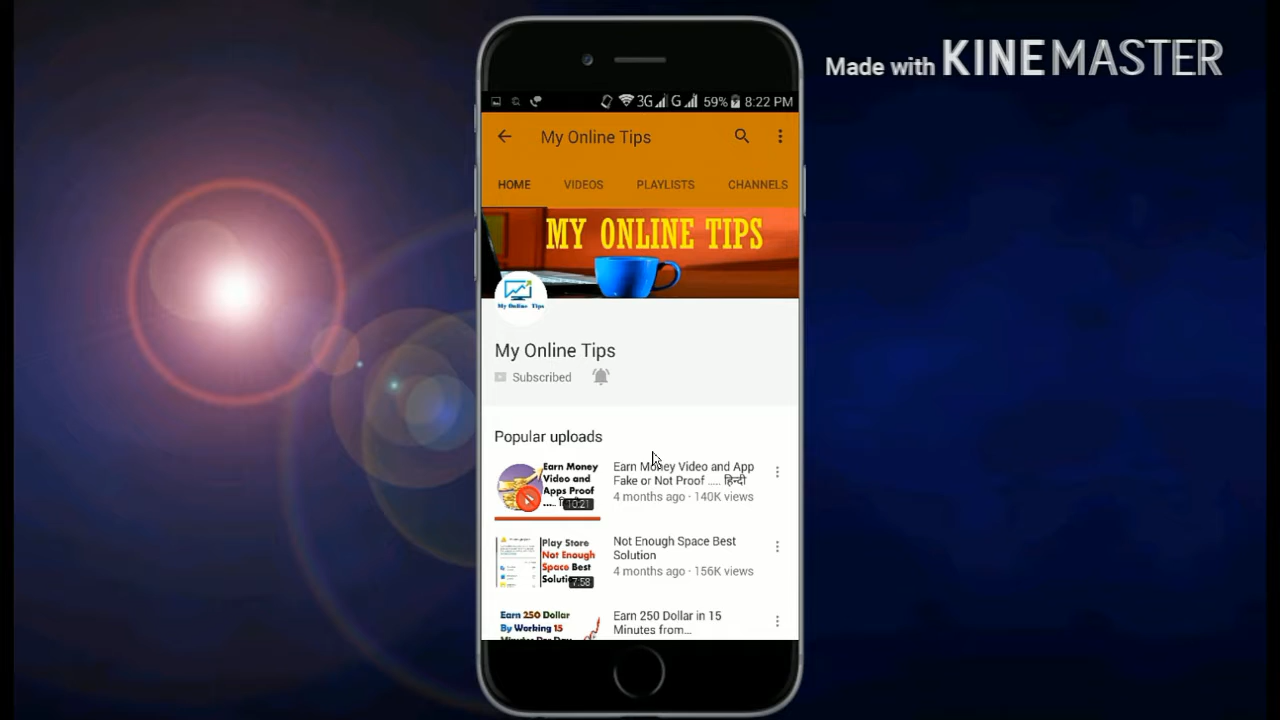 Made with KINEMASTER
3G G 59% 8:22 PM
My Online Tips
HOME VIDEOS PLAYLISTS CHANNELS
MY ONLINE TIPS
My Online Tips
My Online Tips
Subscribed
Popular uploads
Earn Money
Video and
Apps Proof
10:21
Earn Money Video and App
Fake or Not Proof ..... हिन्दी
4 months ago · 140K views
Play Store
Not Enough
Space Best
7:58
Not Enough Space Best
Solution
4 months ago · 156K views
Earn 250 Dollar
By Working 15
Earn 250 Dollar in 15
Minutes from...